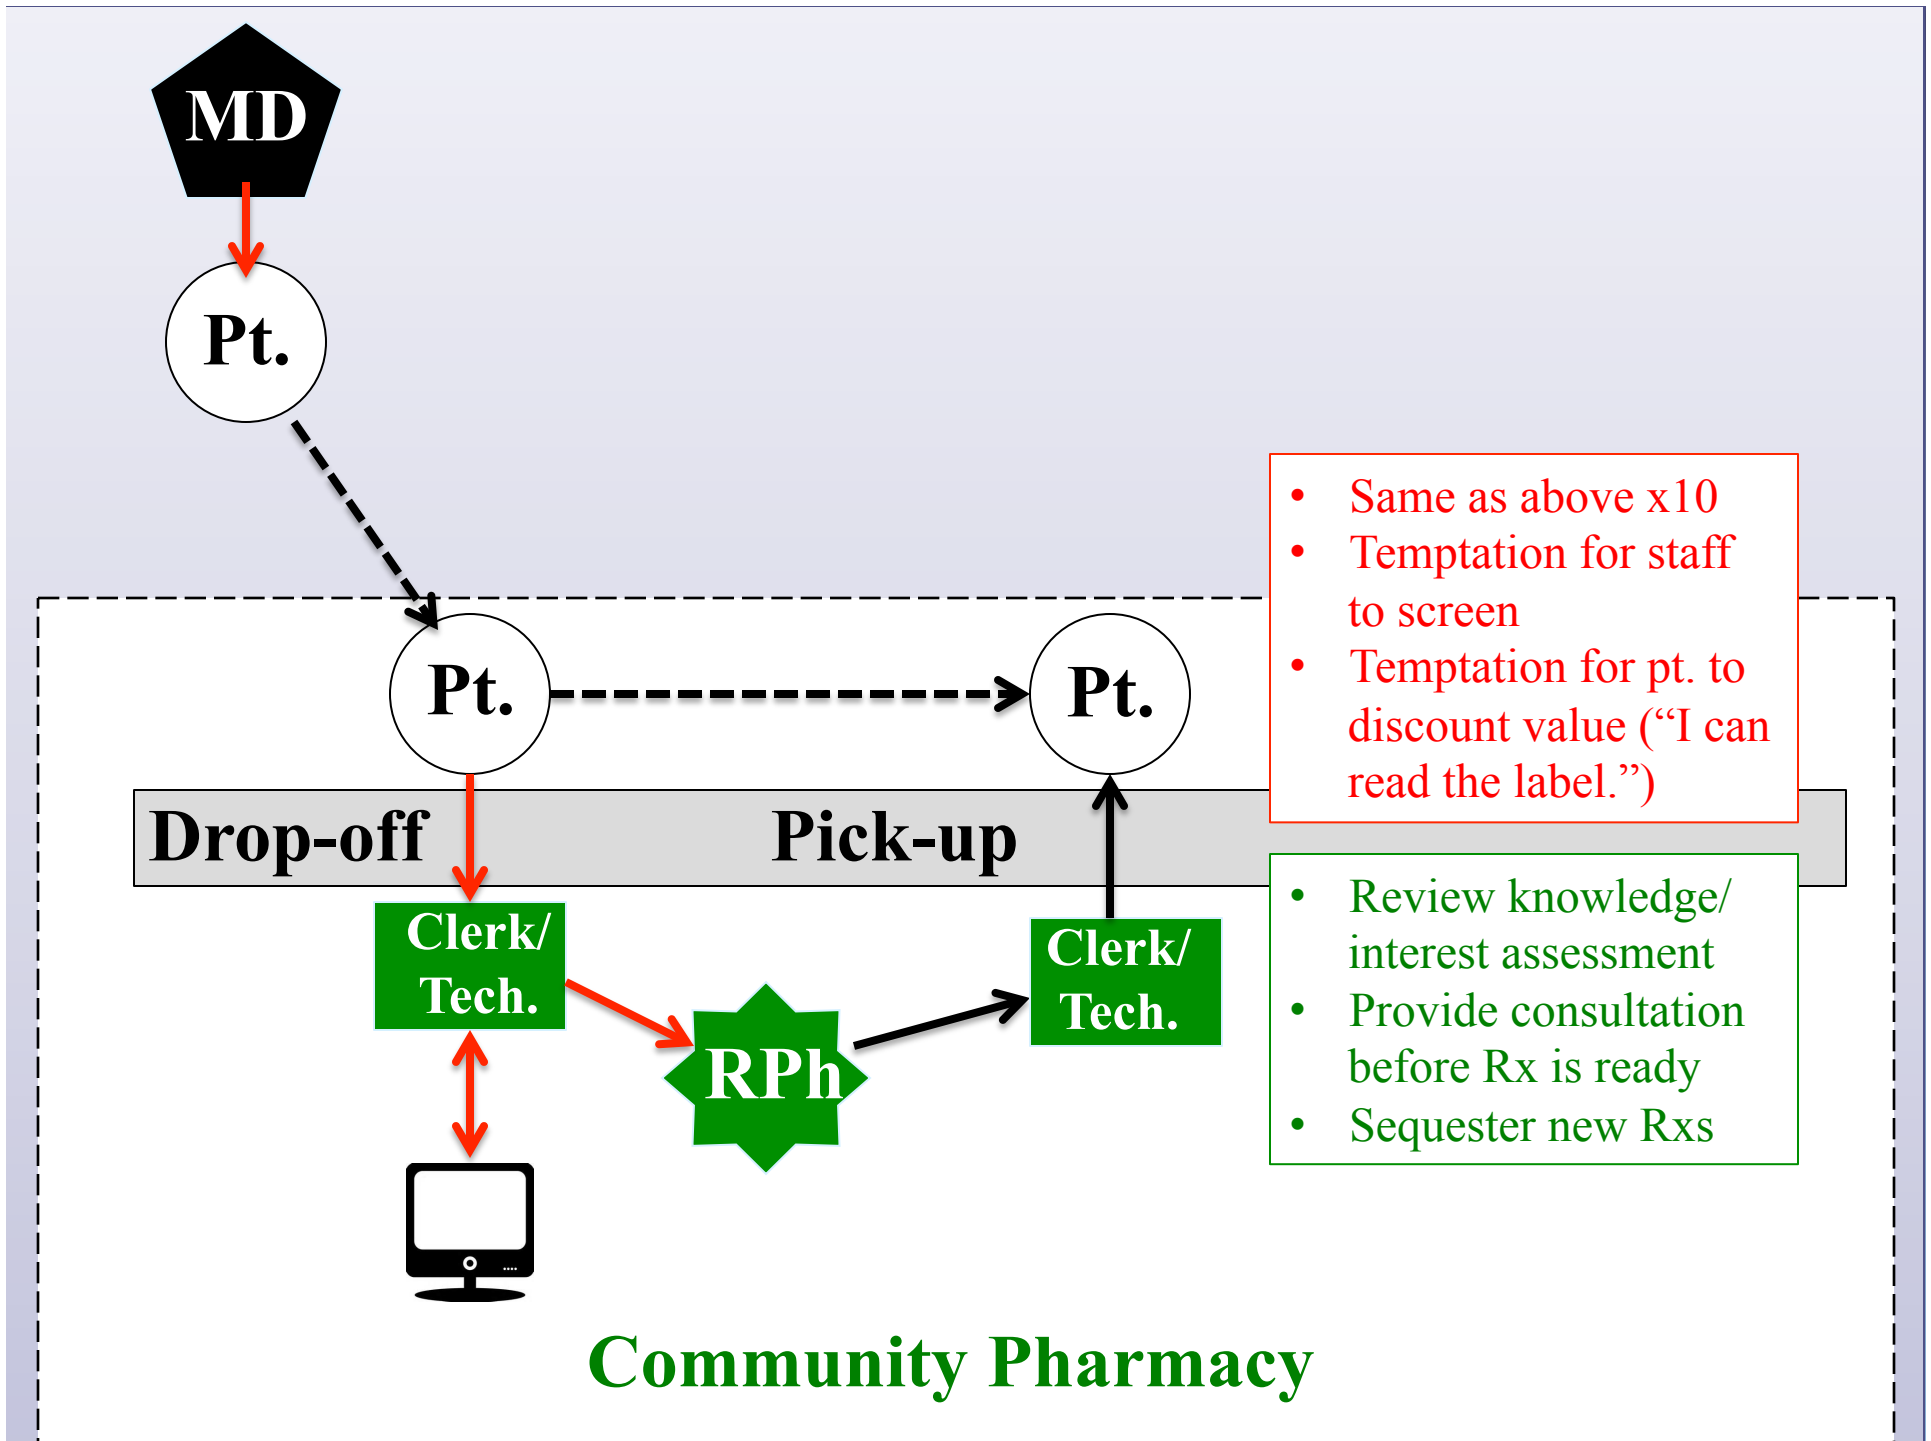 MD
Pt.
Pt.
Pt.
• Same as above x10
• Temptation for staff
to screen
• Temptation for pt. to
discount value (“I can
read the label.”)
Drop-off
Pick-up
Clerk/
Tech.
RPh
Clerk/
Tech.
• Review knowledge/
interest assessment
• Provide consultation
before Rx is ready
• Sequester new Rxs
Community Pharmacy